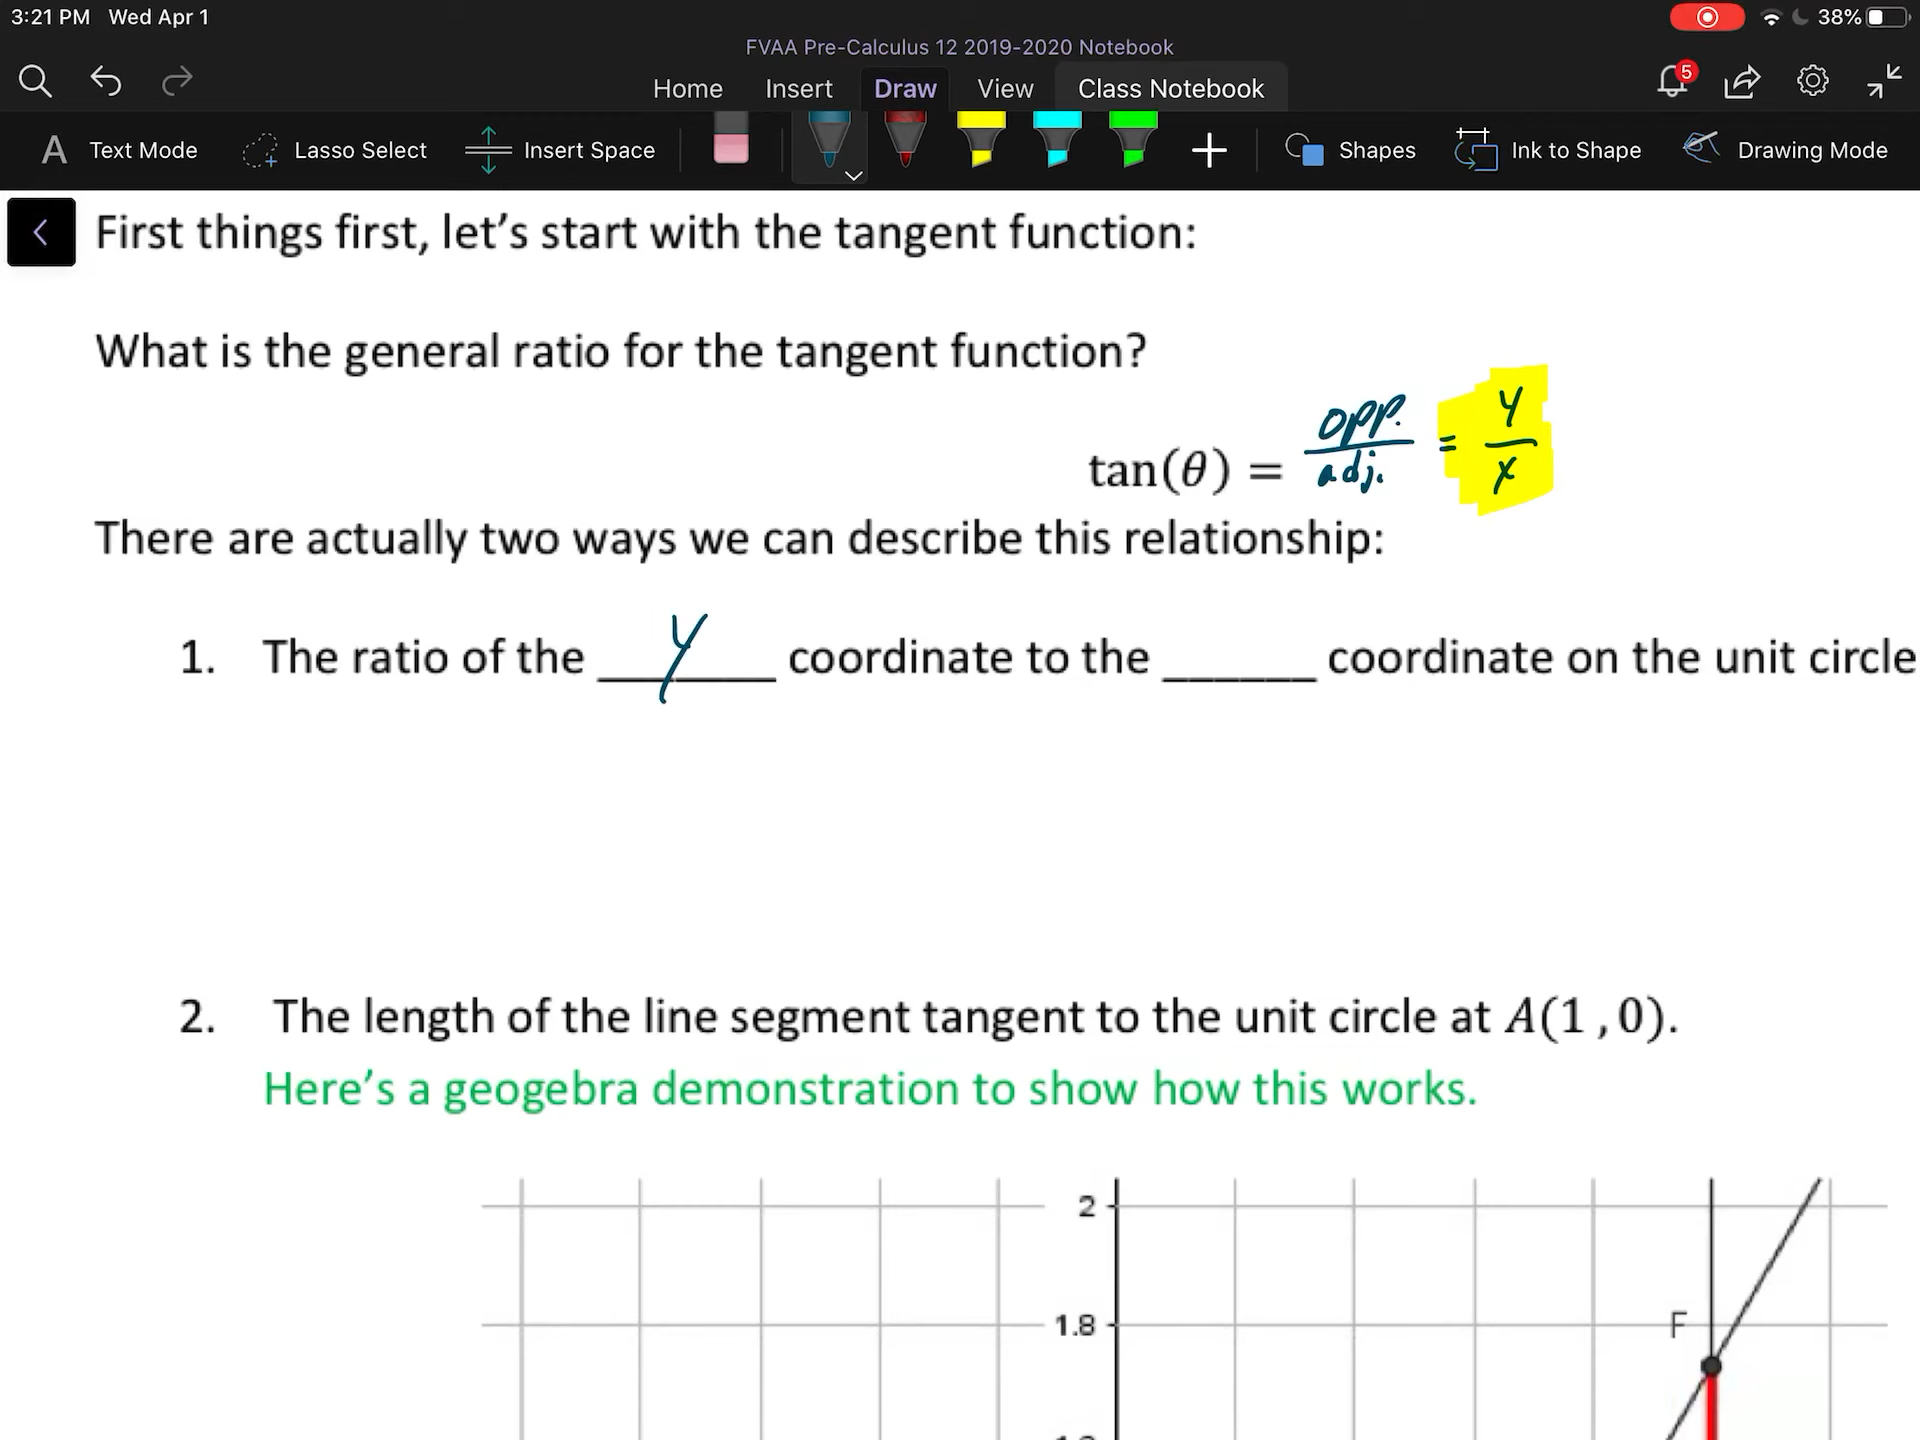 3:21 PM Wed Apr 1
38%
FVAA Pre-Calculus 12 2019-2020 Notebook
Home Insert Draw View Class Notebook
5
A Text Mode Lasso Select Insert Space Shapes Ink to Shape Drawing Mode
First things first, let’s start with the tangent function:
What is the general ratio for the tangent function?
tan(θ) = opp./adj. = y/x
There are actually two ways we can describe this relationship:
1. The ratio of the ___y___ coordinate to the ______ coordinate on the unit circle
2. The length of the line segment tangent to the unit circle at A(1 ,0).
Here’s a geogebra demonstration to show how this works.
2
1.8
F